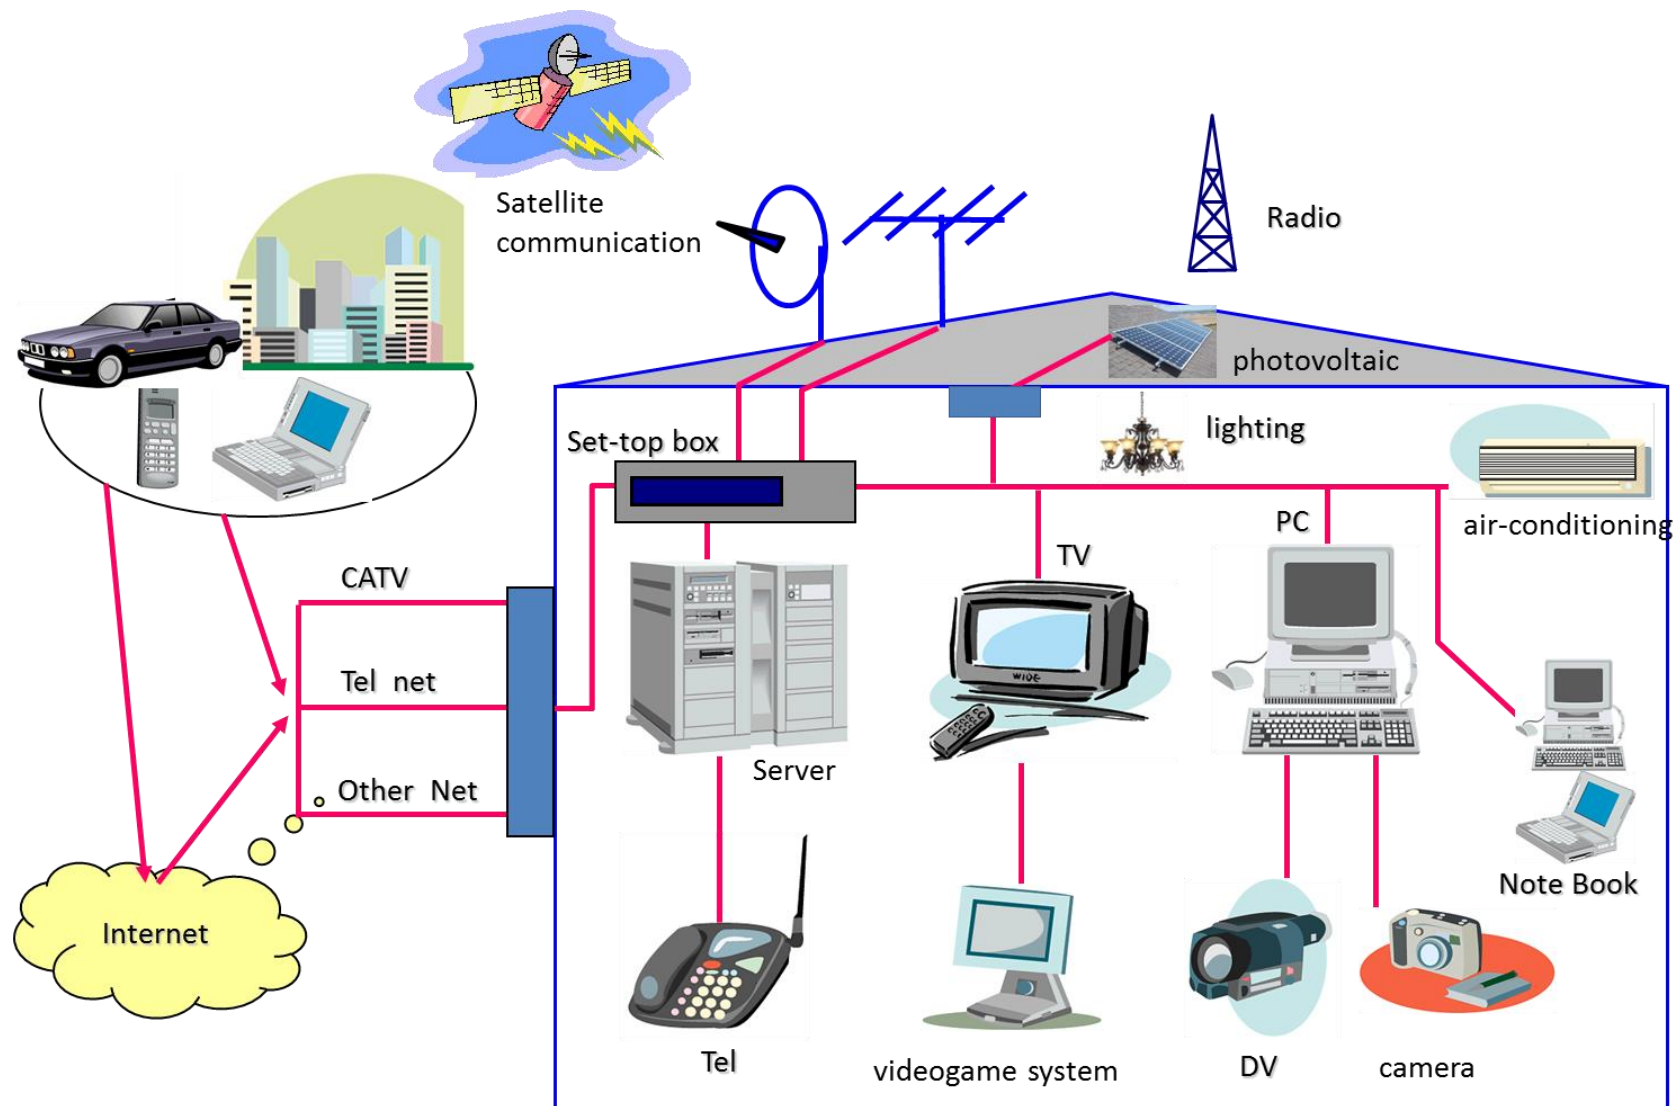 Satellite
communication
Radio
photovoltaic
lighting
Set-top box
air-conditioning
PC
TV
CATV
WIDE
Tel net
Server
Other Net
Note Book
Internet
Tel
videogame system
DV
camera